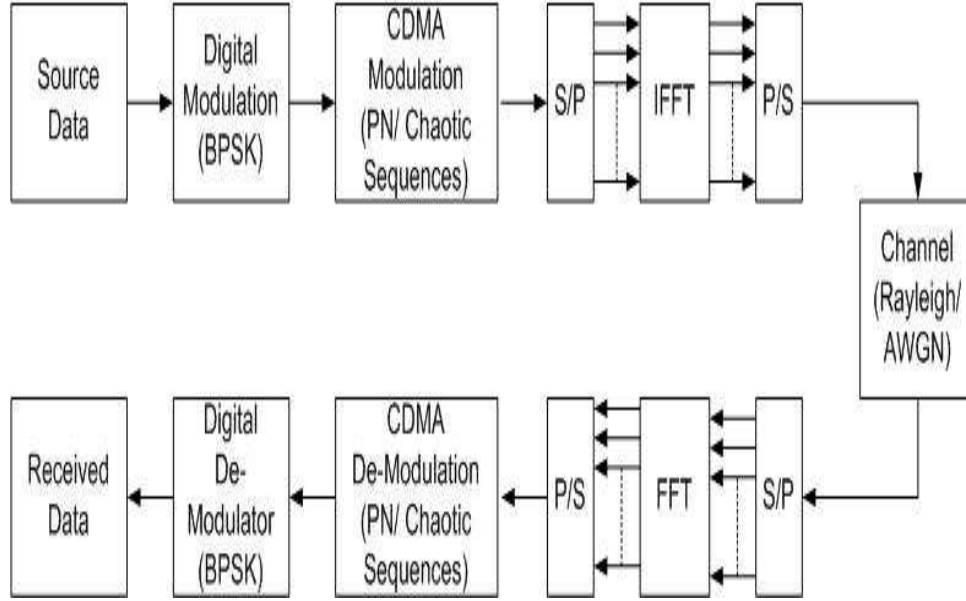 Source
Data
Digital
Modulation
(BPSK)
CDMA
Modulation
(PN/ Chaotic
Sequences)
S/P
IFFT
P/S
Channel
(Rayleigh/
AWGN)
Received
Data
Digital
De-
Modulator
(BPSK)
CDMA
De-Modulation
(PN/ Chaotic
Sequences)
P/S
FFT
S/P